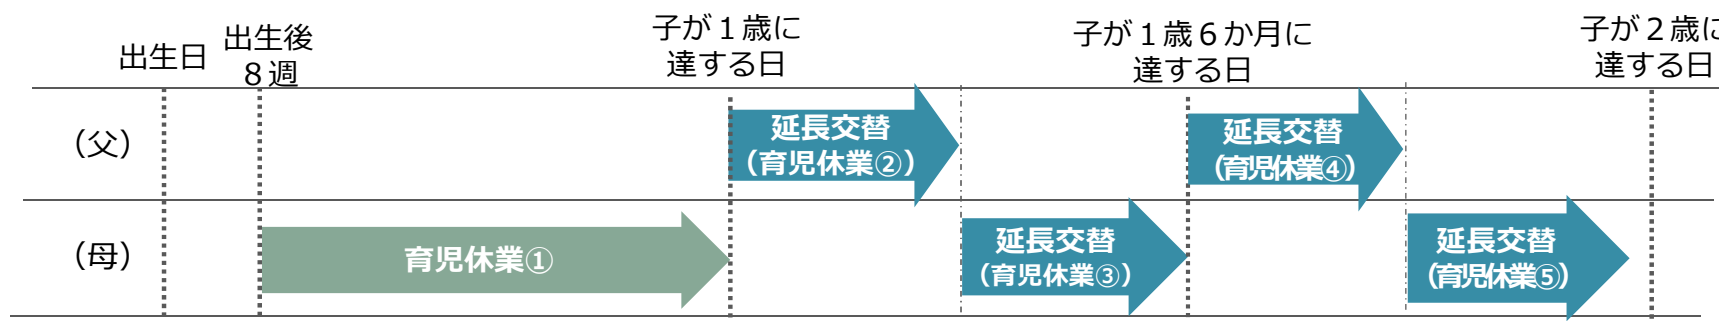 出生日
出生後
８週
子が１歳に
達する日
子が１歳６か月に
達する日
子が２歳に
達する日
（父）
延長交替
（育児休業②）
延長交替
（育児休業④）
（母）
育児休業①
延長交替
（育児休業③）
延長交替
（育児休業⑤）